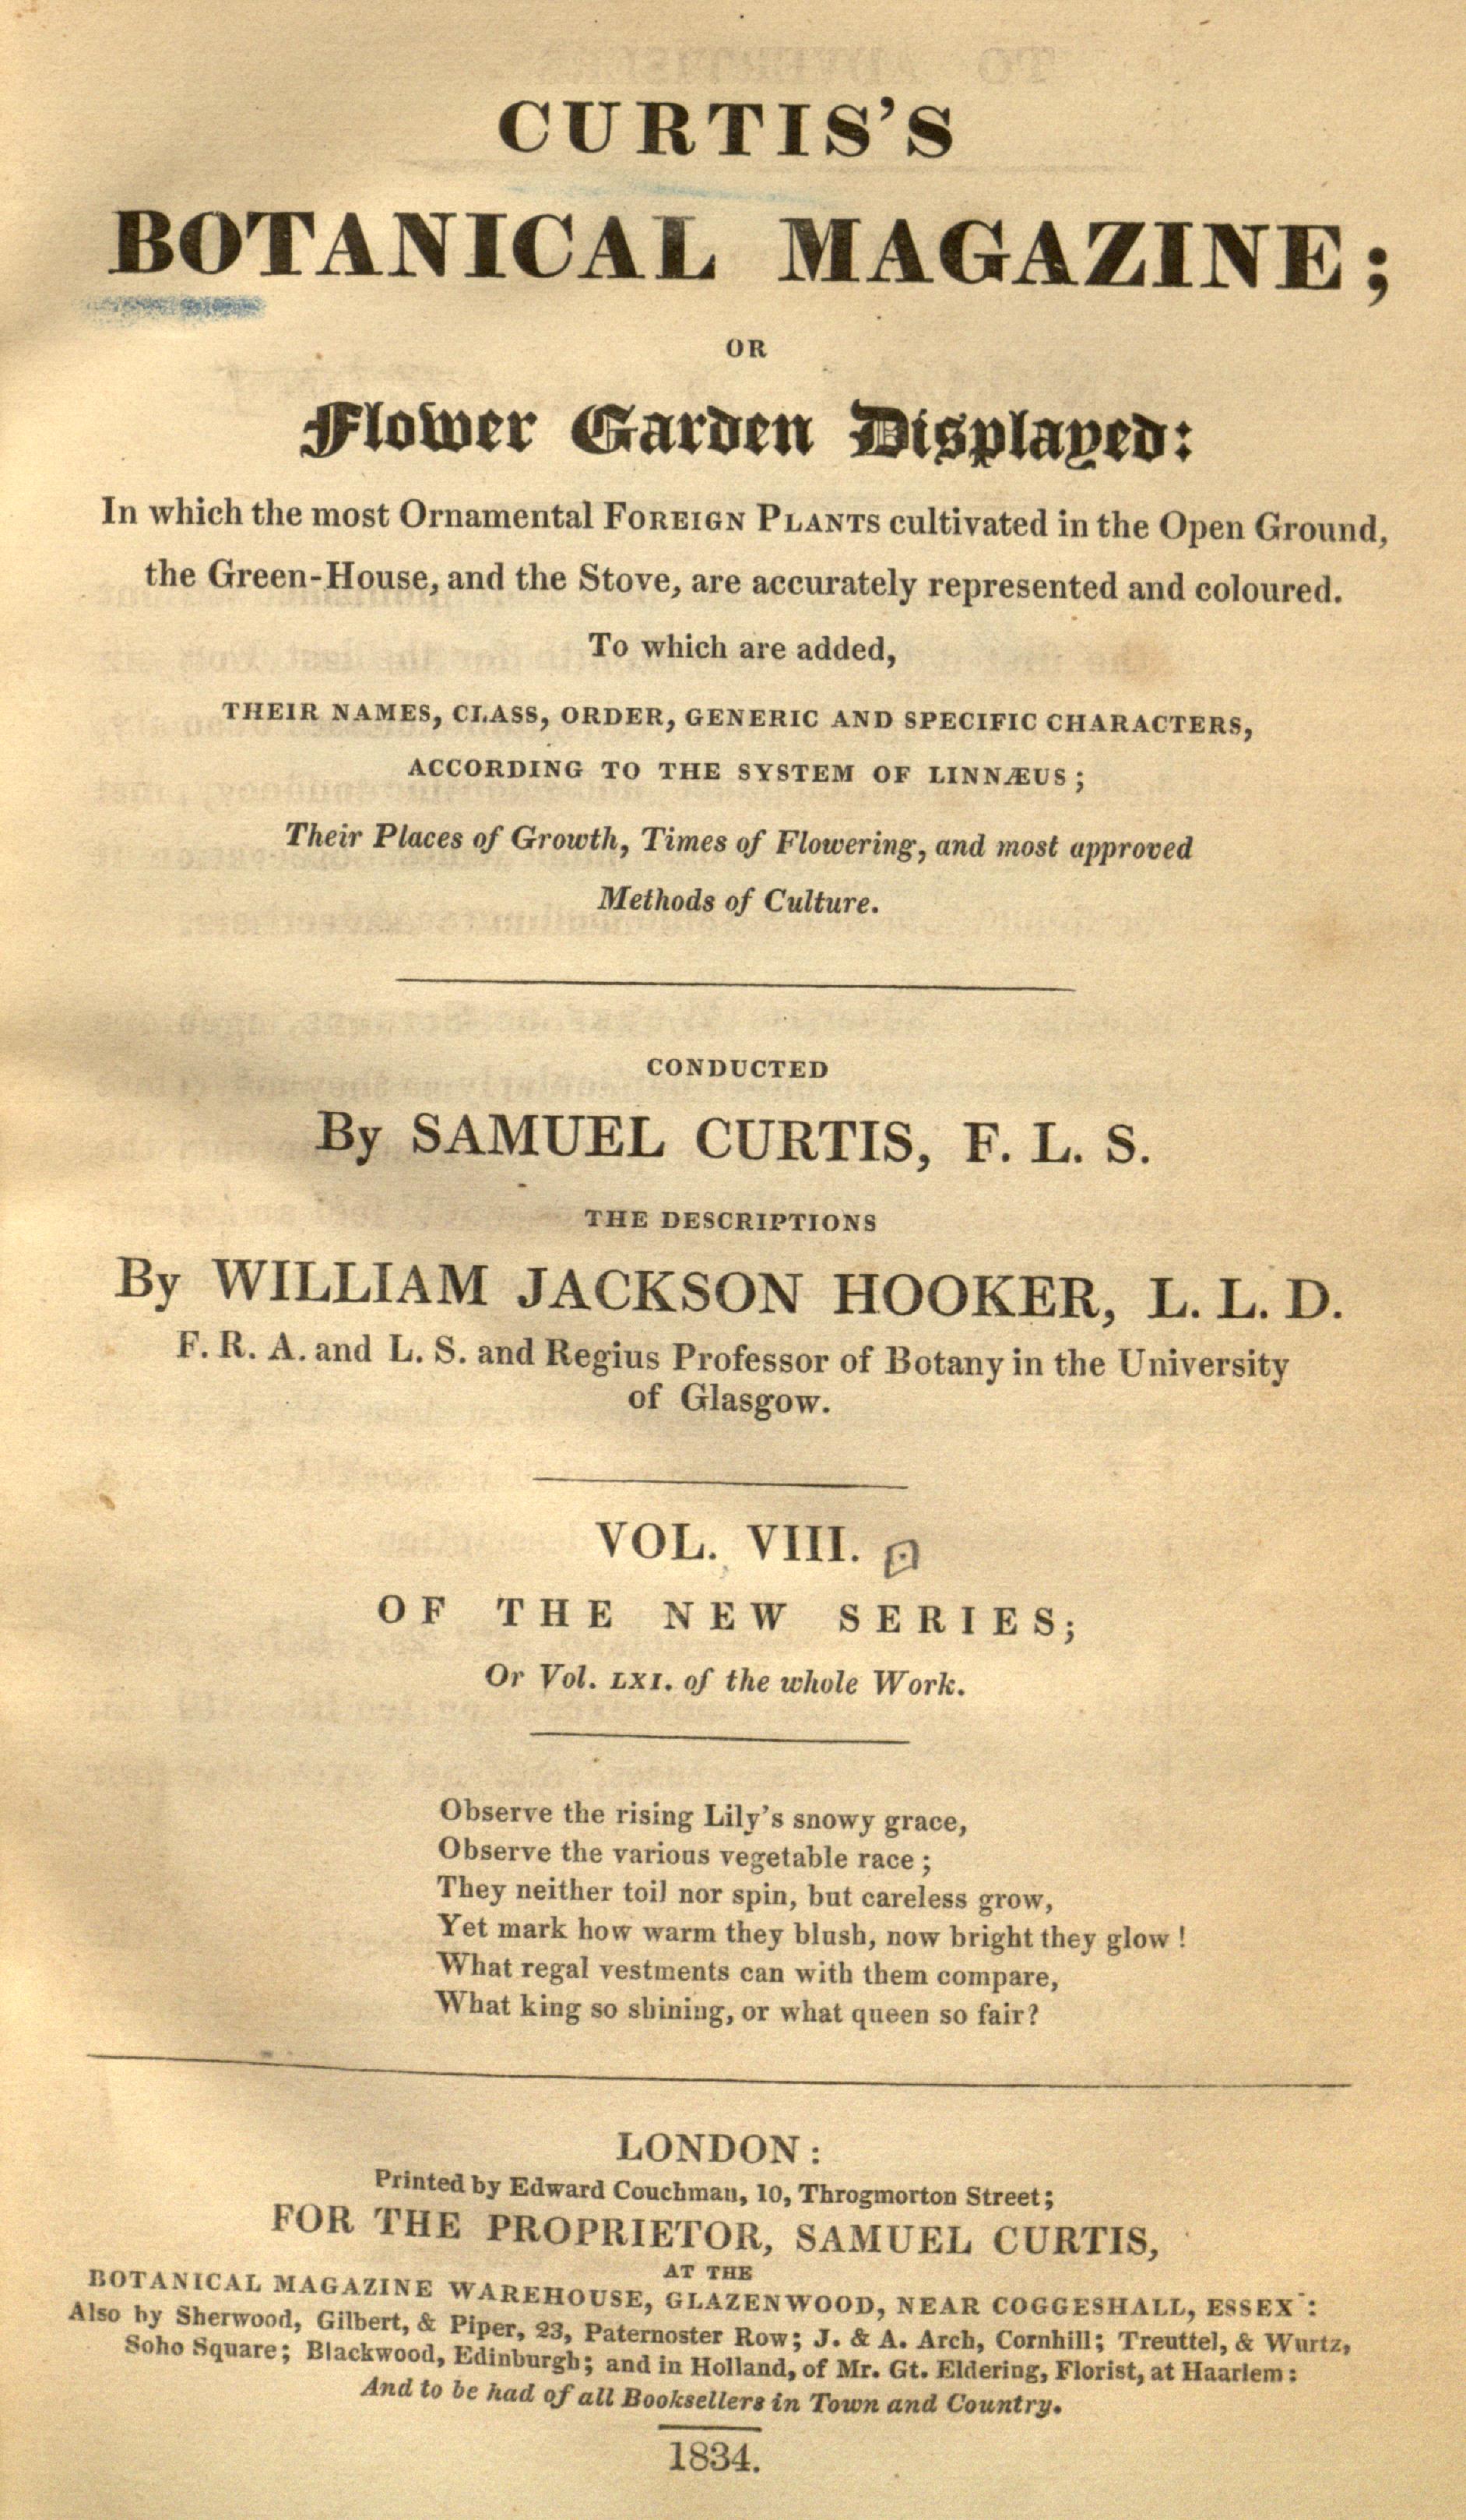 CURTIS'S
BOTANICAL MAGAZINE;
OR
Flower Garden Displayed:
In which the most Ornamental FOREIGN PLANTS cultivated in the Open Ground,
the Green-House, and the Stove, are accurately represented and coloured.
To which are added,
THEIR NAMES, CLASS, ORDER, GENERIC AND SPECIFIC CHARACTERS,
ACCORDING TO THE SYSTEM OF LINNÆUS;
Their Places of Growth, Times of Flowering, and most approved
Methods of Culture.
CONDUCTED
By SAMUEL CURTIS, F. L. S.
THE DESCRIPTIONS
By WILLIAM JACKSON HOOKER, L. L. D.
F. R. A. and L. S. and Regius Professor of Botany in the University
of Glasgow.
VOL. VIII.
OF THE NEW SERIES;
Or Vol. LXI. of the whole Work.
Observe the rising Lily's snowy grace,
Observe the various vegetable race;
They neither toil nor spin, but careless grow,
Yet mark how warm they blush, now bright they glow!
What regal vestments can with them compare,
What king so shining, or what queen so fair?
LONDON:
Printed by Edward Couchman, 10, Throgmorton Street;
FOR THE PROPRIETOR, SAMUEL CURTIS,
AT THE
BOTANICAL MAGAZINE WAREHOUSE, GLAZENWOOD, NEAR COGGESHALL, ESSEX:
Also by Sherwood, Gilbert, & Piper, 23, Paternoster Row; J. & A. Arch, Cornhill; Treuttel, & Wurtz,
Soho Square; Blackwood, Edinburgh; and in Holland, of Mr. Gt. Eldering, Florist, at Haarlem:
And to be had of all Booksellers in Town and Country.
1834.